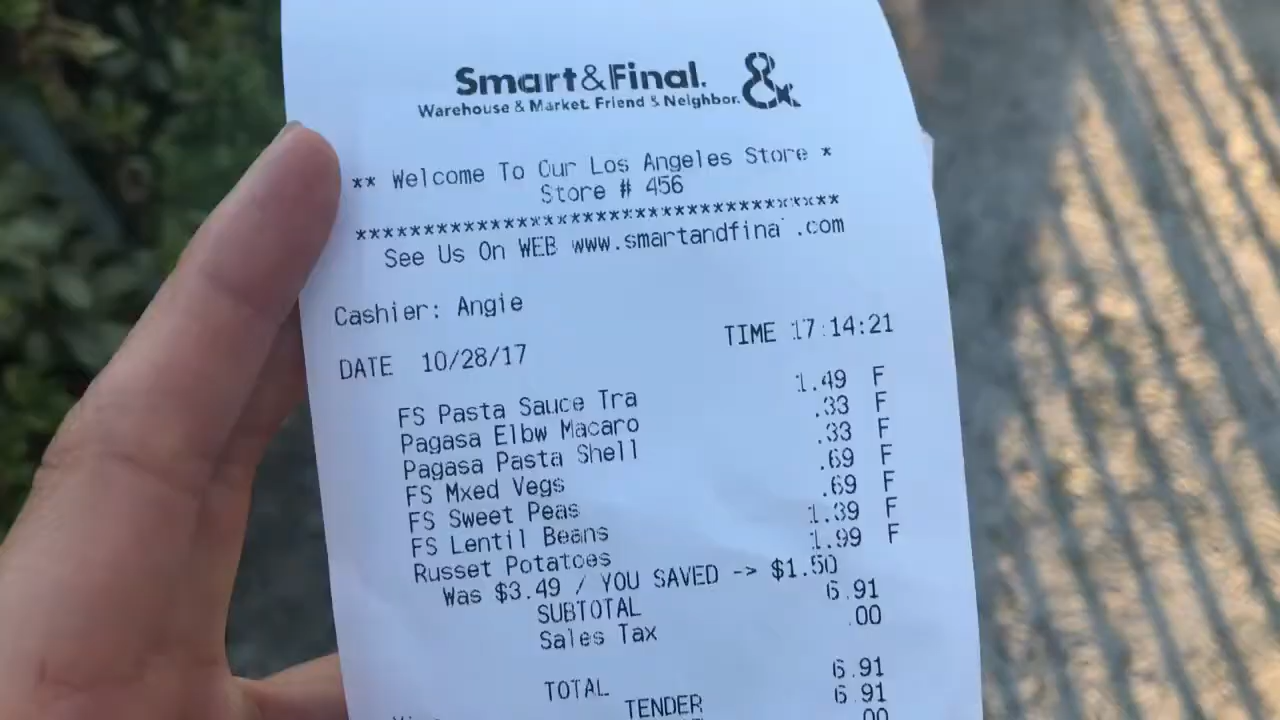 Smart&Final.
Warehouse & Market. Friend & Neighbor.
** Welcome To Our Los Angeles Store *
Store # 456
***************************************
See Us On WEB www.smartandfina .com
Cashier: Angie
DATE 10/28/17 TIME 17:14:21
FS Pasta Sauce Tra 1.49 F
Pagasa Elbw Macaro .33 F
Pagasa Pasta Shell .33 F
FS Mxed Vegs .69 F
FS Sweet Peas .69 F
FS Lentil Beans 1.39 F
Russet Potatoes 1.99 F
Was $3.49 / YOU SAVED -> $1.50
SUBTOTAL 6.91
Sales Tax .00
TOTAL 6.91
TENDER 6.91
.00